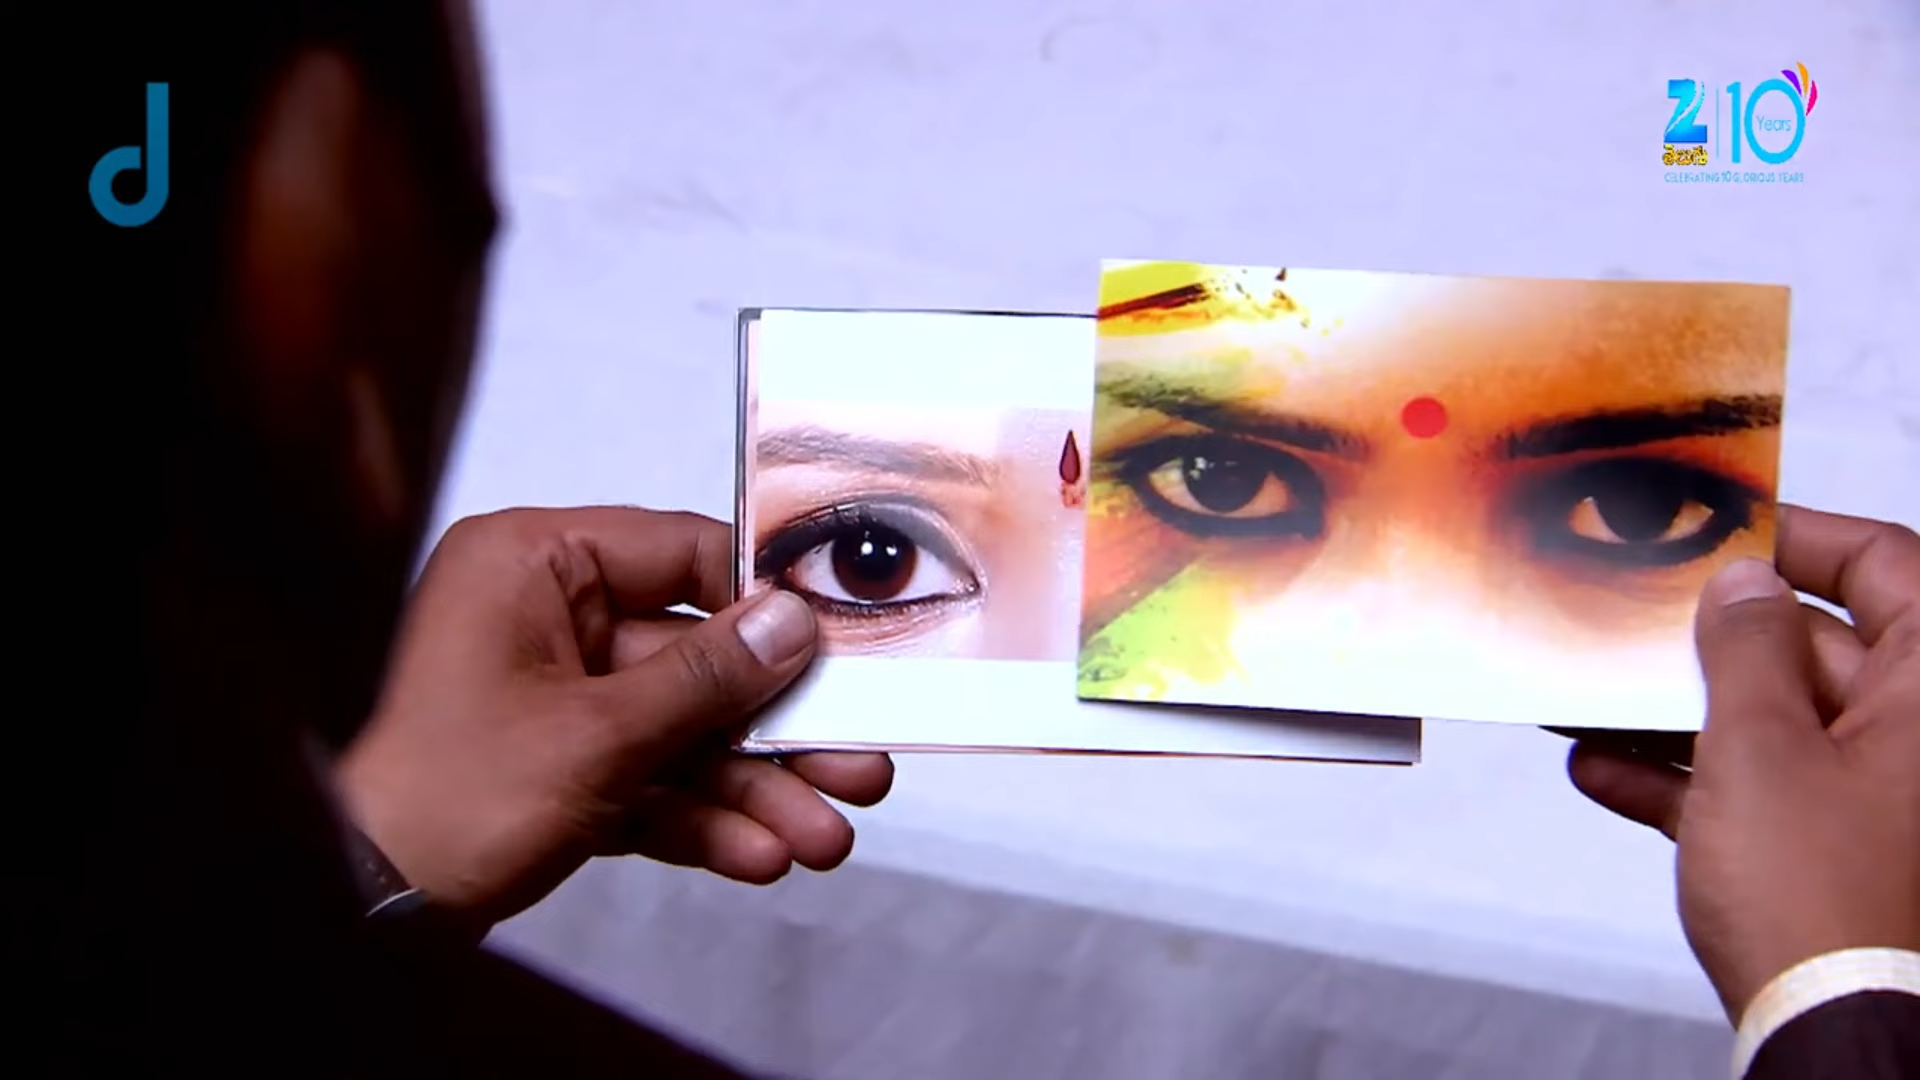 తెలుగు
10
Years
CELEBRATING 10 GLORIOUS YEARS